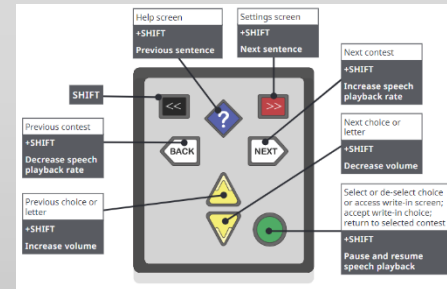 Help screen
+SHIFT
Previous sentence
Settings screen
+SHIFT
Next sentence
SHIFT
<<
?
>>
Next contest
+SHIFT
Increase speech
playback rate
Previous contest
+SHIFT
Decrease speech
playback rate
BACK
NEXT
Next choice or
letter
+SHIFT
Decrease volume
Previous choice or
letter
+SHIFT
Increase volume
Select or de-select choice
or access write-in screen;
accept write-in choice;
return to selected contest
+SHIFT
Pause and resume
speech playback